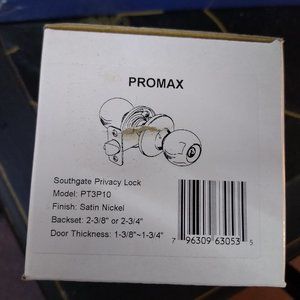 PROMAX
Southgate Privacy Lock
Model: PT3P10
Finish: Satin Nickel
Backset: 2-3/8" or 2-3/4"
Door Thickness: 1-3/8"~1-3/4"
7 96309 63053 5